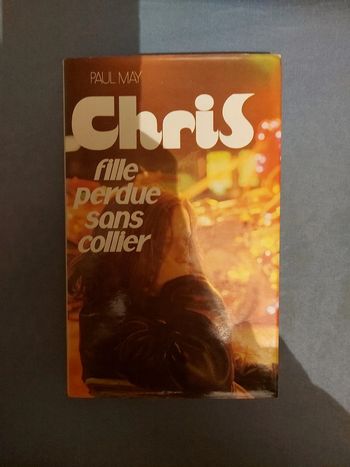 PAUL MAY
Chris
fille
perdue
sans
collier